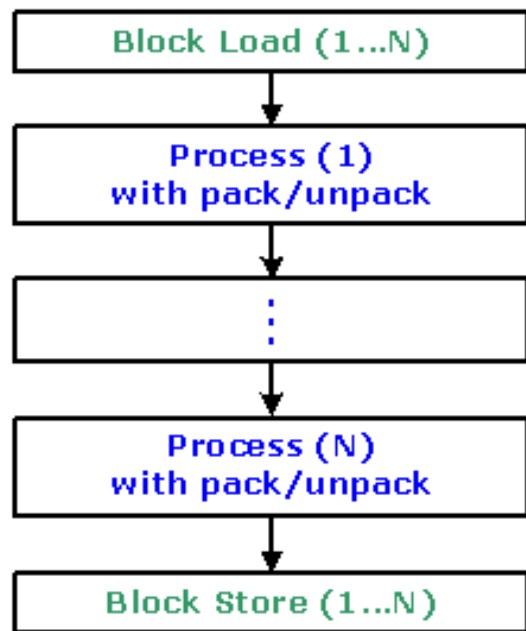 Block Load (1...N)
Process (1)
with pack/unpack
⋮
Process (N)
with pack/unpack
Block Store (1...N)